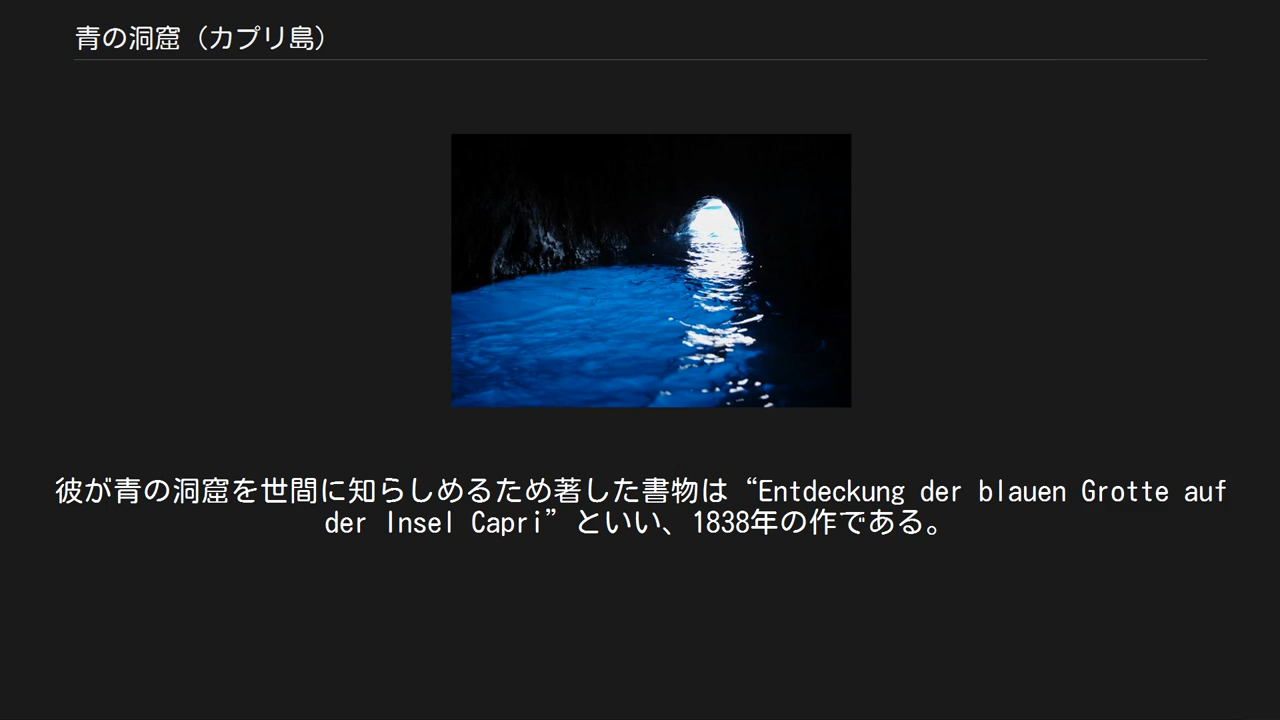 青の洞窟（カプリ島）
彼が青の洞窟を世間に知らしめるため著した書物は“Entdeckung der blauen Grotte auf
der Insel Capri”といい、1838年の作である。